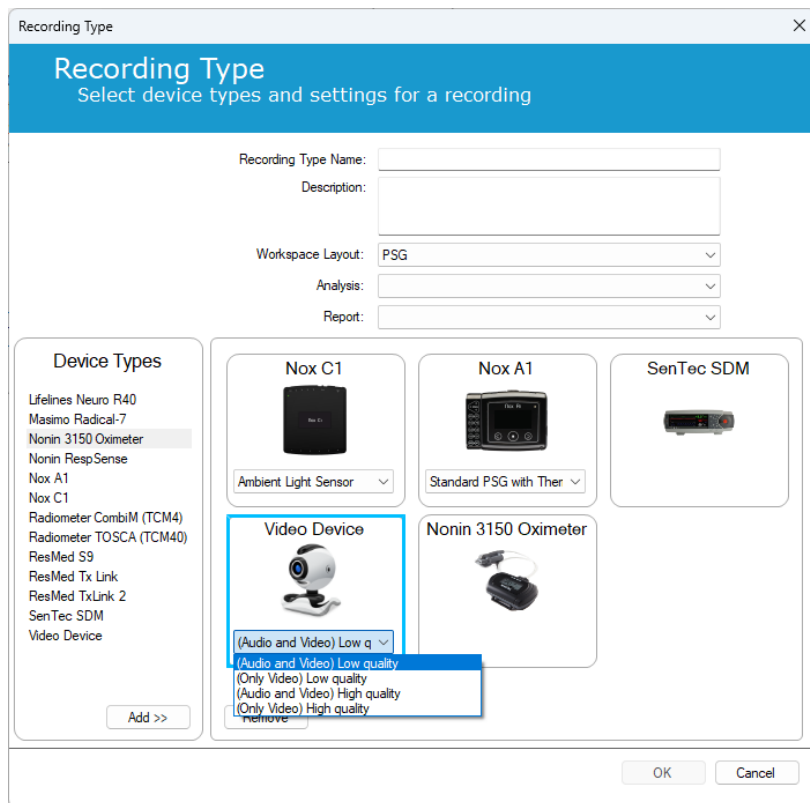 Recording Type
Recording Type
Select device types and settings for a recording
Recording Type Name:
Description:
Workspace Layout: PSG
Analysis:
Report:
Device Types
Lifelines Neuro R40
Masimo Radical-7
Nonin 3150 Oximeter
Nonin RespSense
Nox A1
Nox C1
Radiometer CombiM (TCM4)
Radiometer TOSCA (TCM40)
ResMed S9
ResMed Tx Link
ResMed TxLink 2
SenTec SDM
Video Device
Add >>
Nox C1
Nox C1
Ambient Light Sensor
Nox A1
Nox A1
Standard PSG with Ther
SenTec SDM
Video Device
(Audio and Video) Low q
(Audio and Video) Low quality
(Only Video) Low quality
(Audio and Video) High quality
(Only Video) High quality
Nonin 3150 Oximeter
Remove
OK Cancel